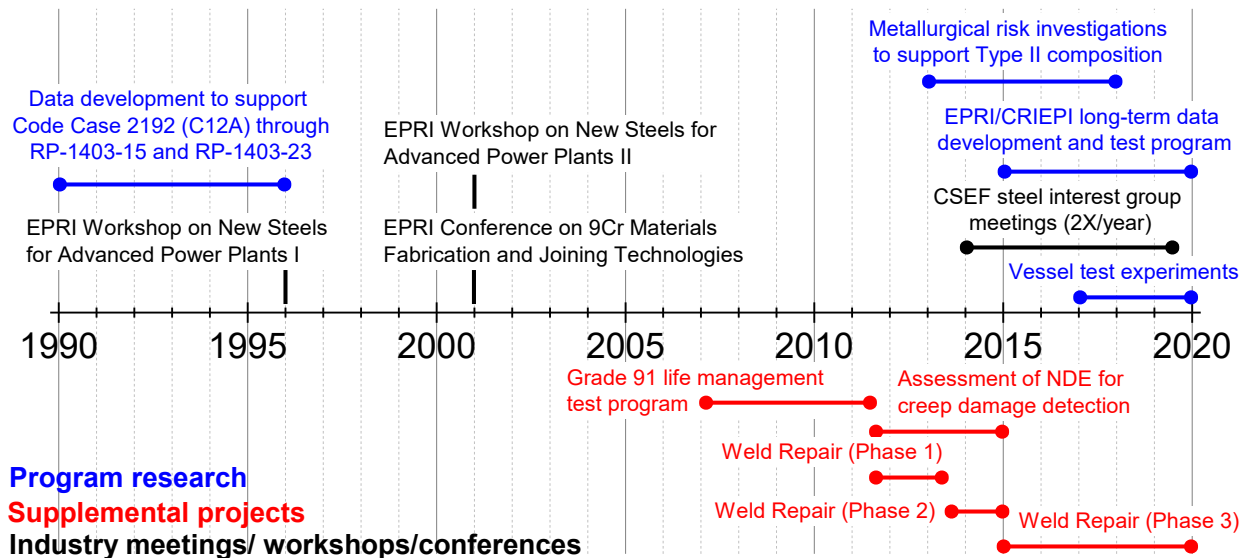 Metallurgical risk investigations
to support Type II composition
Data development to support
Code Case 2192 (C12A) through
RP-1403-15 and RP-1403-23
EPRI Workshop on New Steels for
Advanced Power Plants II
EPRI/CRIEPI long-term data
development and test program
CSEF steel interest group
meetings (2X/year)
EPRI Workshop on New Steels
for Advanced Power Plants I
EPRI Conference on 9Cr Materials
Fabrication and Joining Technologies
Vessel test experiments
1990 1995 2000 2005 2010 2015 2020
Grade 91 life management
test program
Assessment of NDE for
creep damage detection
Weld Repair (Phase 1)
Weld Repair (Phase 2)
Weld Repair (Phase 3)
Program research
Supplemental projects
Industry meetings/ workshops/conferences